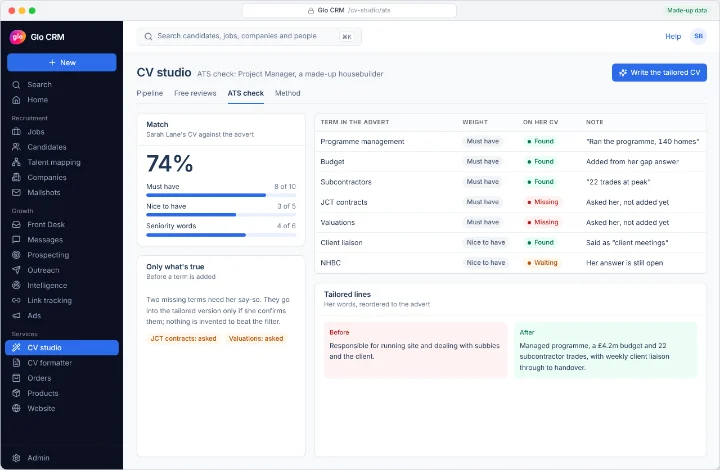 Glo CRM /cv-studio/ats
Made-up data
glo Glo CRM
Search candidates, jobs, companies and people ⌘K
Help SB
+ New
Search
Home
Recruitment
Jobs
Candidates
Talent mapping
Companies
Mailshots
Growth
Front Desk
Messages
Prospecting
Outreach
Intelligence
Link tracking
Ads
Services
CV studio
CV formatter
Orders
Products
Website
Admin
CV studio ATS check: Project Manager, a made-up housebuilder
Write the tailored CV
Pipeline Free reviews ATS check Method
Match
Sarah Lane's CV against the advert
74%
Must have 8 of 10
Nice to have 3 of 5
Seniority words 4 of 6
Only what's true
Before a term is added
Two missing terms need her say-so. They go
into the tailored version only if she confirms
them; nothing is invented to beat the filter.
JCT contracts: asked Valuations: asked
TERM IN THE ADVERT WEIGHT ON HER CV NOTE
Programme management Must have Found "Ran the programme, 140 homes"
Budget Must have Found Added from her gap answer
Subcontractors Must have Found "22 trades at peak"
JCT contracts Must have Missing Asked her, not added yet
Valuations Must have Missing Asked her, not added yet
Client liaison Nice to have Found Said as "client meetings"
NHBC Nice to have Waiting Her answer is still open
Tailored lines
Her words, reordered to the advert
Before
Responsible for running site and dealing with subbies
and the client.
After
Managed programme, a £4.2m budget and 22
subcontractor trades, with weekly client liaison
through to handover.